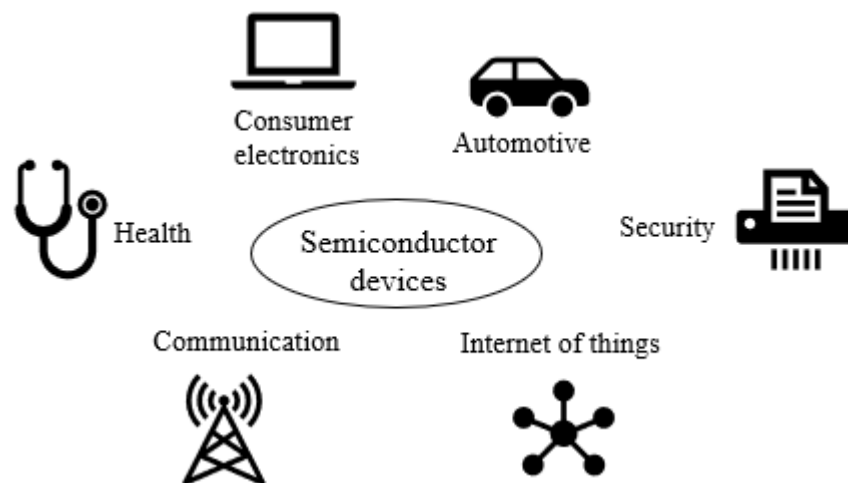 Consumer
electronics
Automotive
Health
Security
Semiconductor
devices
Communication
Internet of things